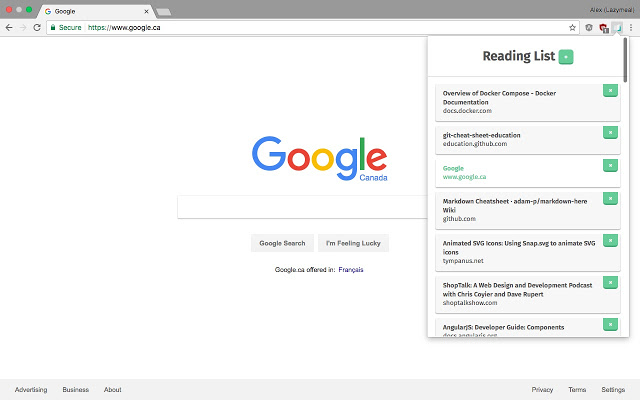 Google
Alex (Lazymeal)
Secure
https://www.google.ca
Reading List +
Overview of Docker Compose - Docker
Documentation
docs.docker.com
git-cheat-sheet-education
education.github.com
Google
www.google.ca
Markdown Cheatsheet · adam-p/markdown-here
Wiki
github.com
Animated SVG Icons: Using Snap.svg to animate SVG
icons
tympanus.net
ShopTalk: A Web Design and Development Podcast
with Chris Coyier and Dave Rupert
shoptalkshow.com
AngularJS: Developer Guide: Components
docs.angularjs.org
Google
Canada
Google Search
I'm Feeling Lucky
Google.ca offered in: Français
Advertising
Business
About
Privacy
Terms
Settings